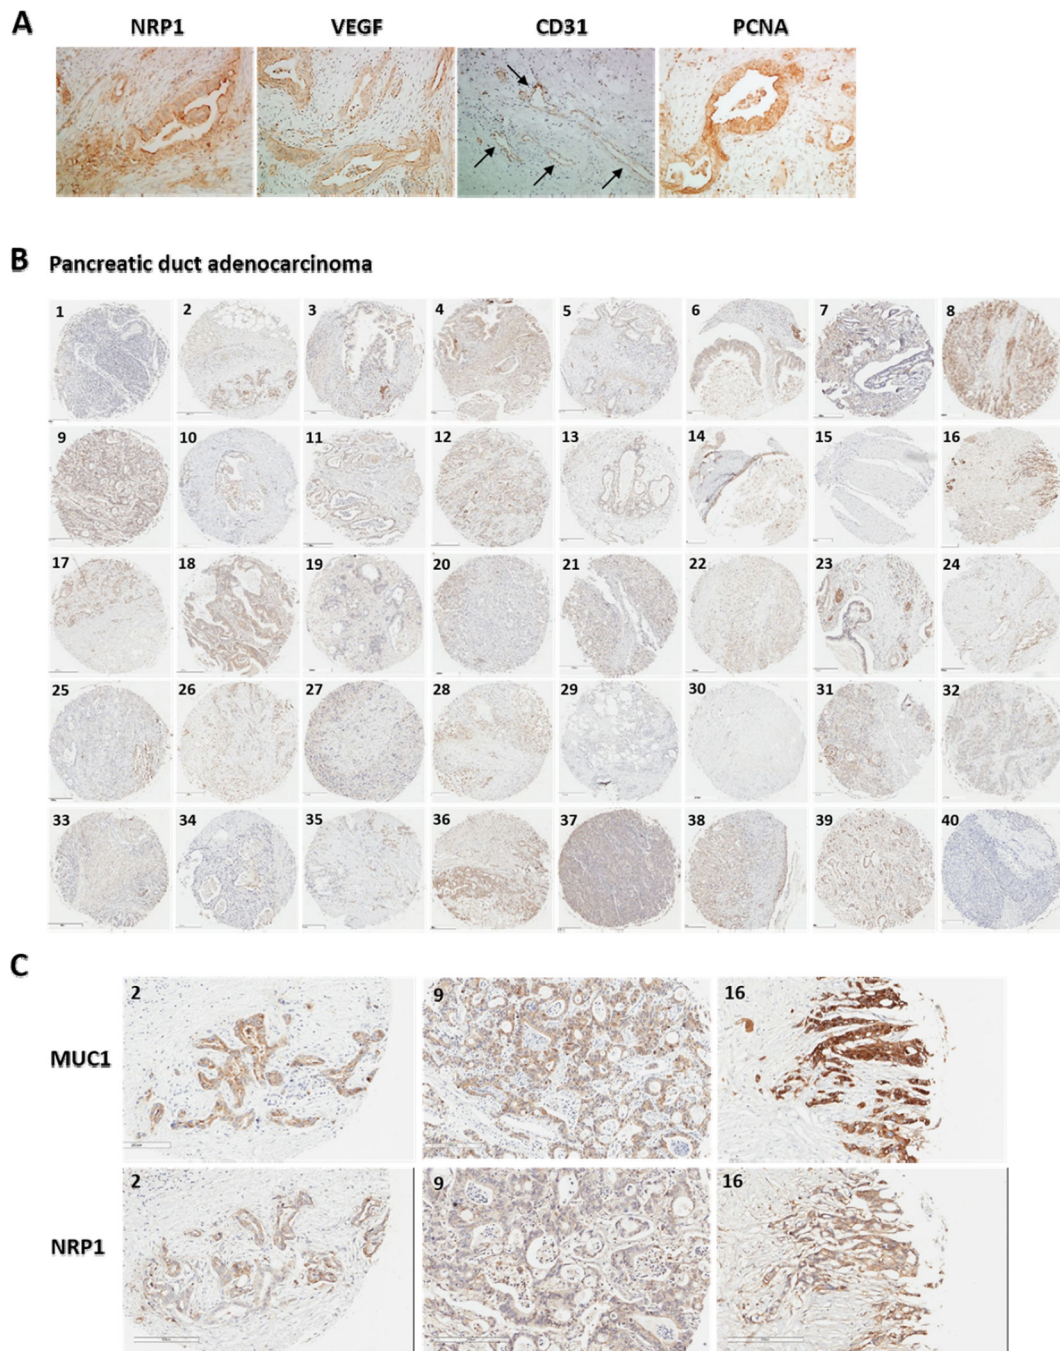 A
NRP1 VEGF CD31 PCNA
B Pancreatic duct adenocarcinoma
1 2 3 4 5 6 7 8
9 10 11 12 13 14 15 16
17 18 19 20 21 22 23 24
25 26 27 28 29 30 31 32
33 34 35 36 37 38 39 40
C
2 9 16
MUC1
2 9 16
NRP1